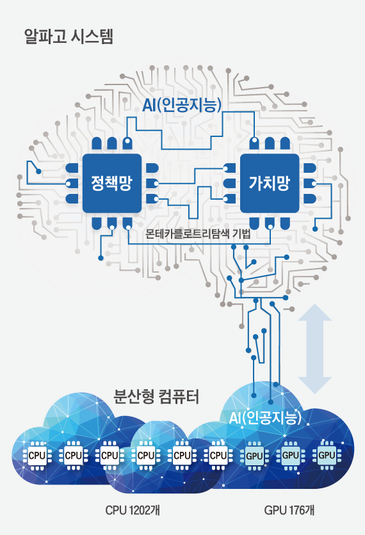 알파고 시스템
AI(인공지능)
정책망
가치망
몬테카를로트리탐색 기법
분산형 컴퓨터
AI(인공지능)
CPU CPU CPU CPU CPU CPU GPU GPU GPU
CPU 1202개
GPU 176개